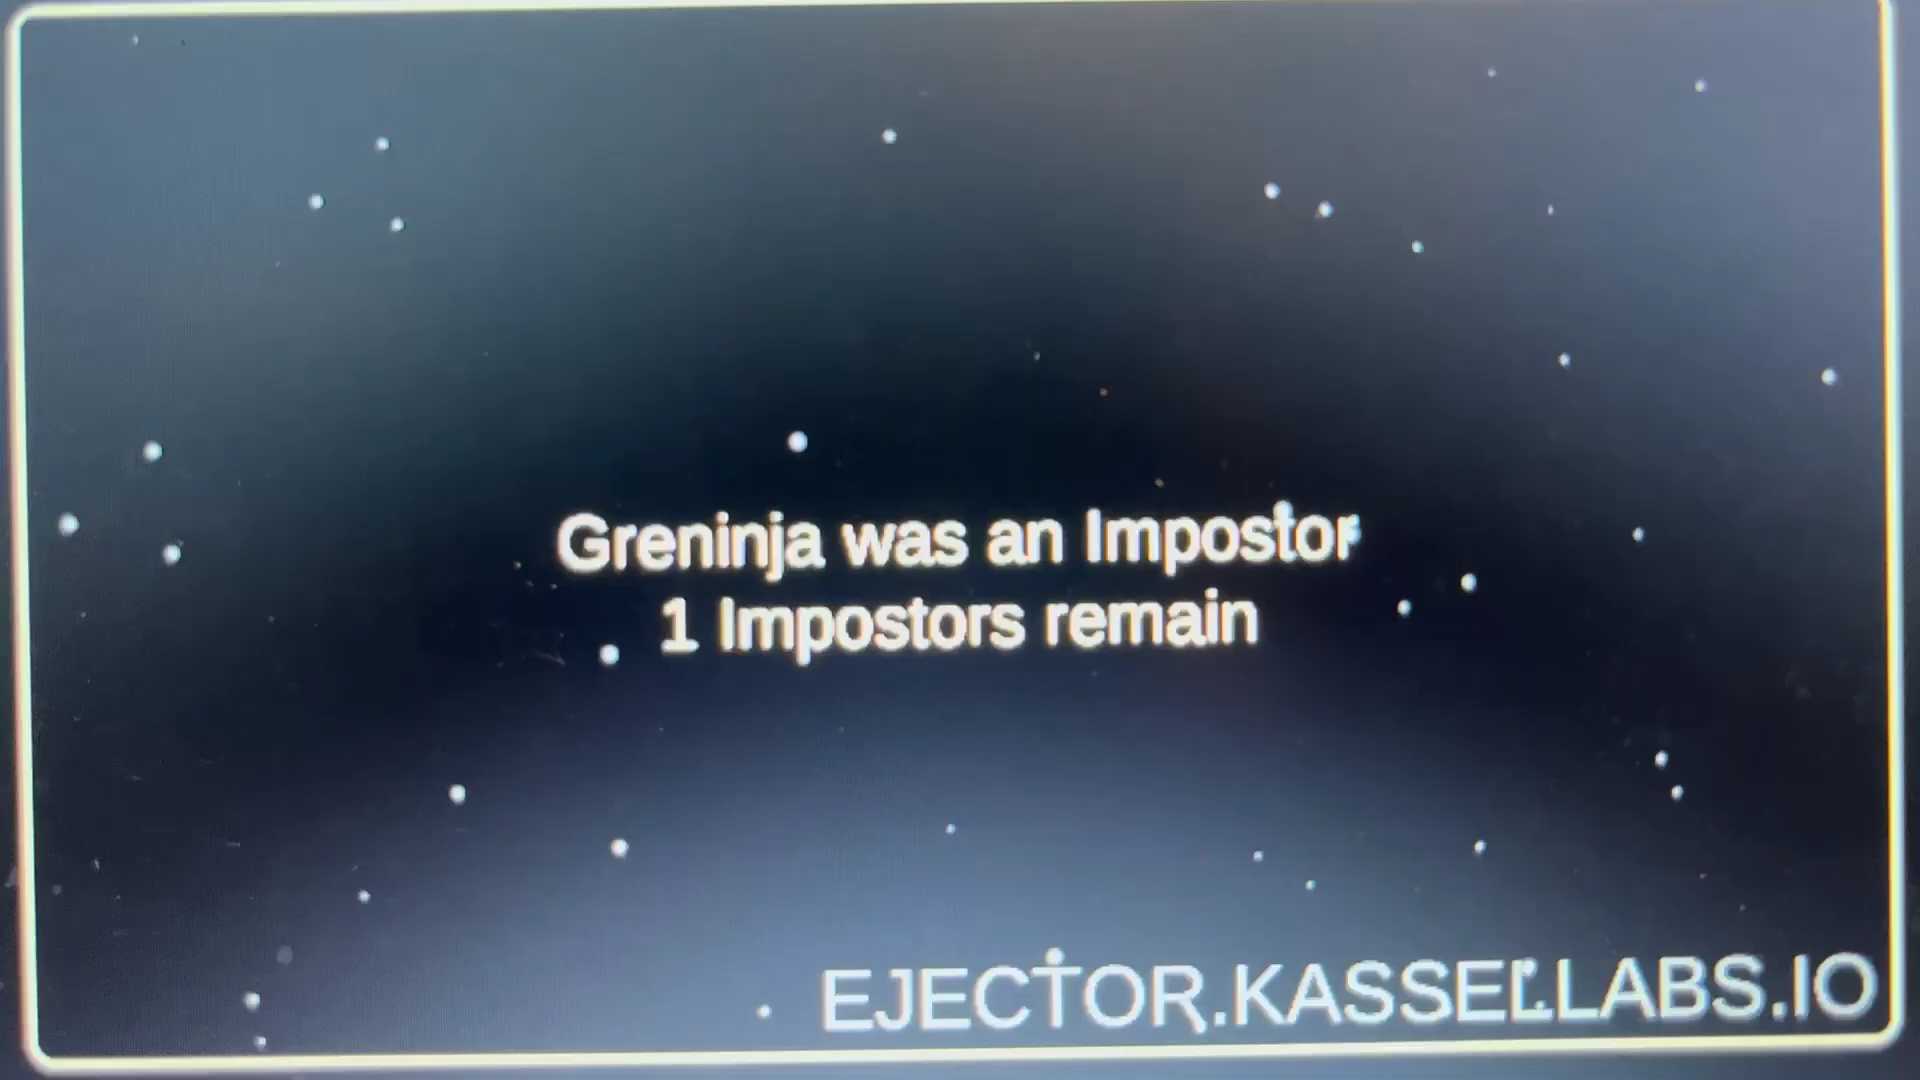 Greninja was an Impostor
1 Impostors remain
EJECTOR.KASSELLABS.IO